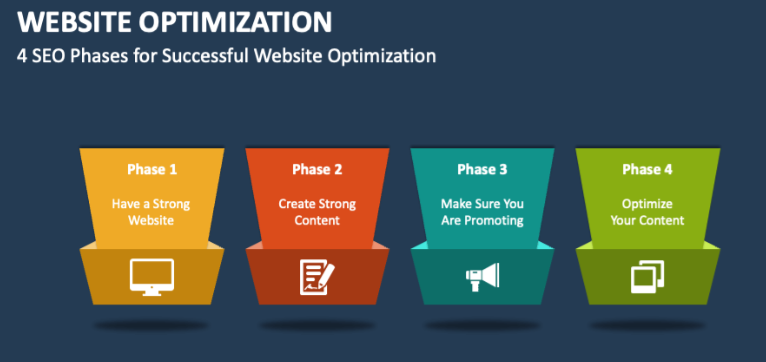 WEBSITE OPTIMIZATION
4 SEO Phases for Successful Website Optimization
Phase 1
Have a Strong
Website
Phase 2
Create Strong
Content
Phase 3
Make Sure You
Are Promoting
Phase 4
Optimize
Your Content